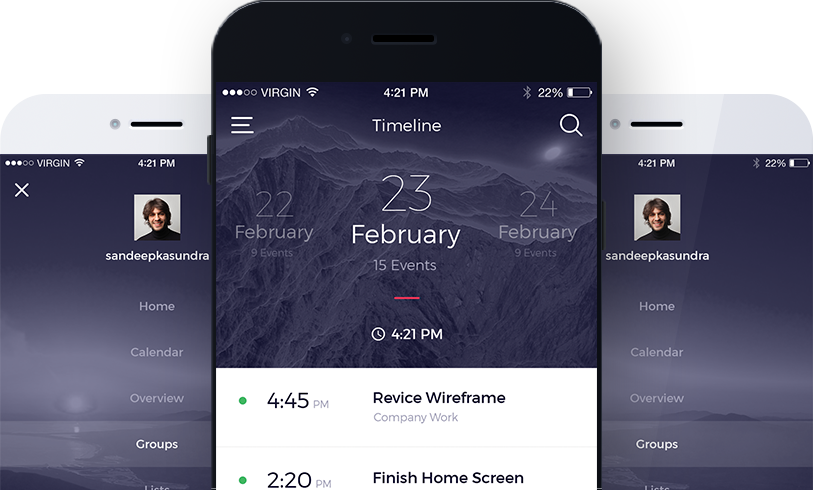 VIRGIN 4:21 PM 22%
Timeline
22 February 9 Events
23 February 15 Events
24 February 9 Events
4:21 PM
4:45 PM Revice Wireframe
Company Work
2:20 PM Finish Home Screen
VIRGIN 4:21 PM
sandeepkasundra
Home
Calendar
Overview
Groups
Lists
4:21 PM 22%
sandeepkasundra
Home
Calendar
Overview
Groups
Lists